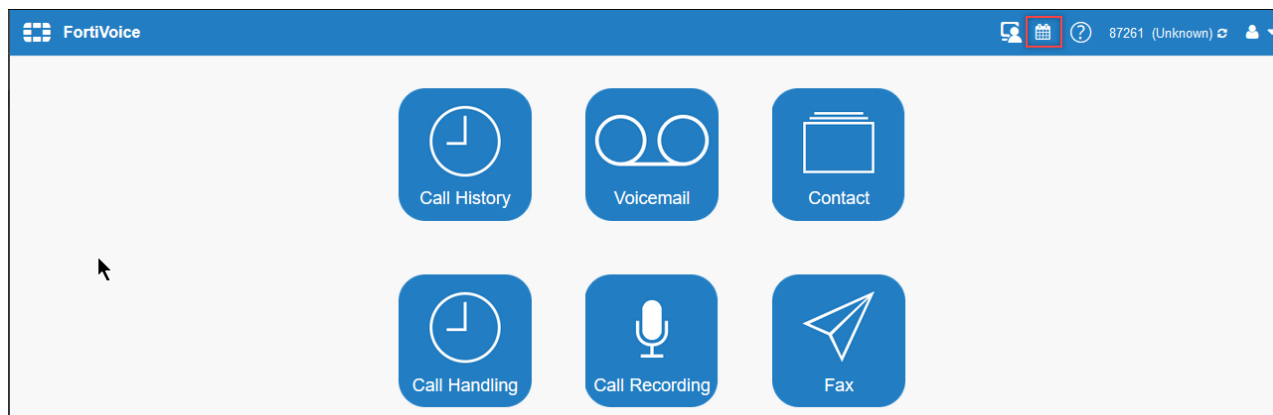 FortiVoice
? 87261 (Unknown)
Call History Voicemail Contact
Call Handling Call Recording Fax